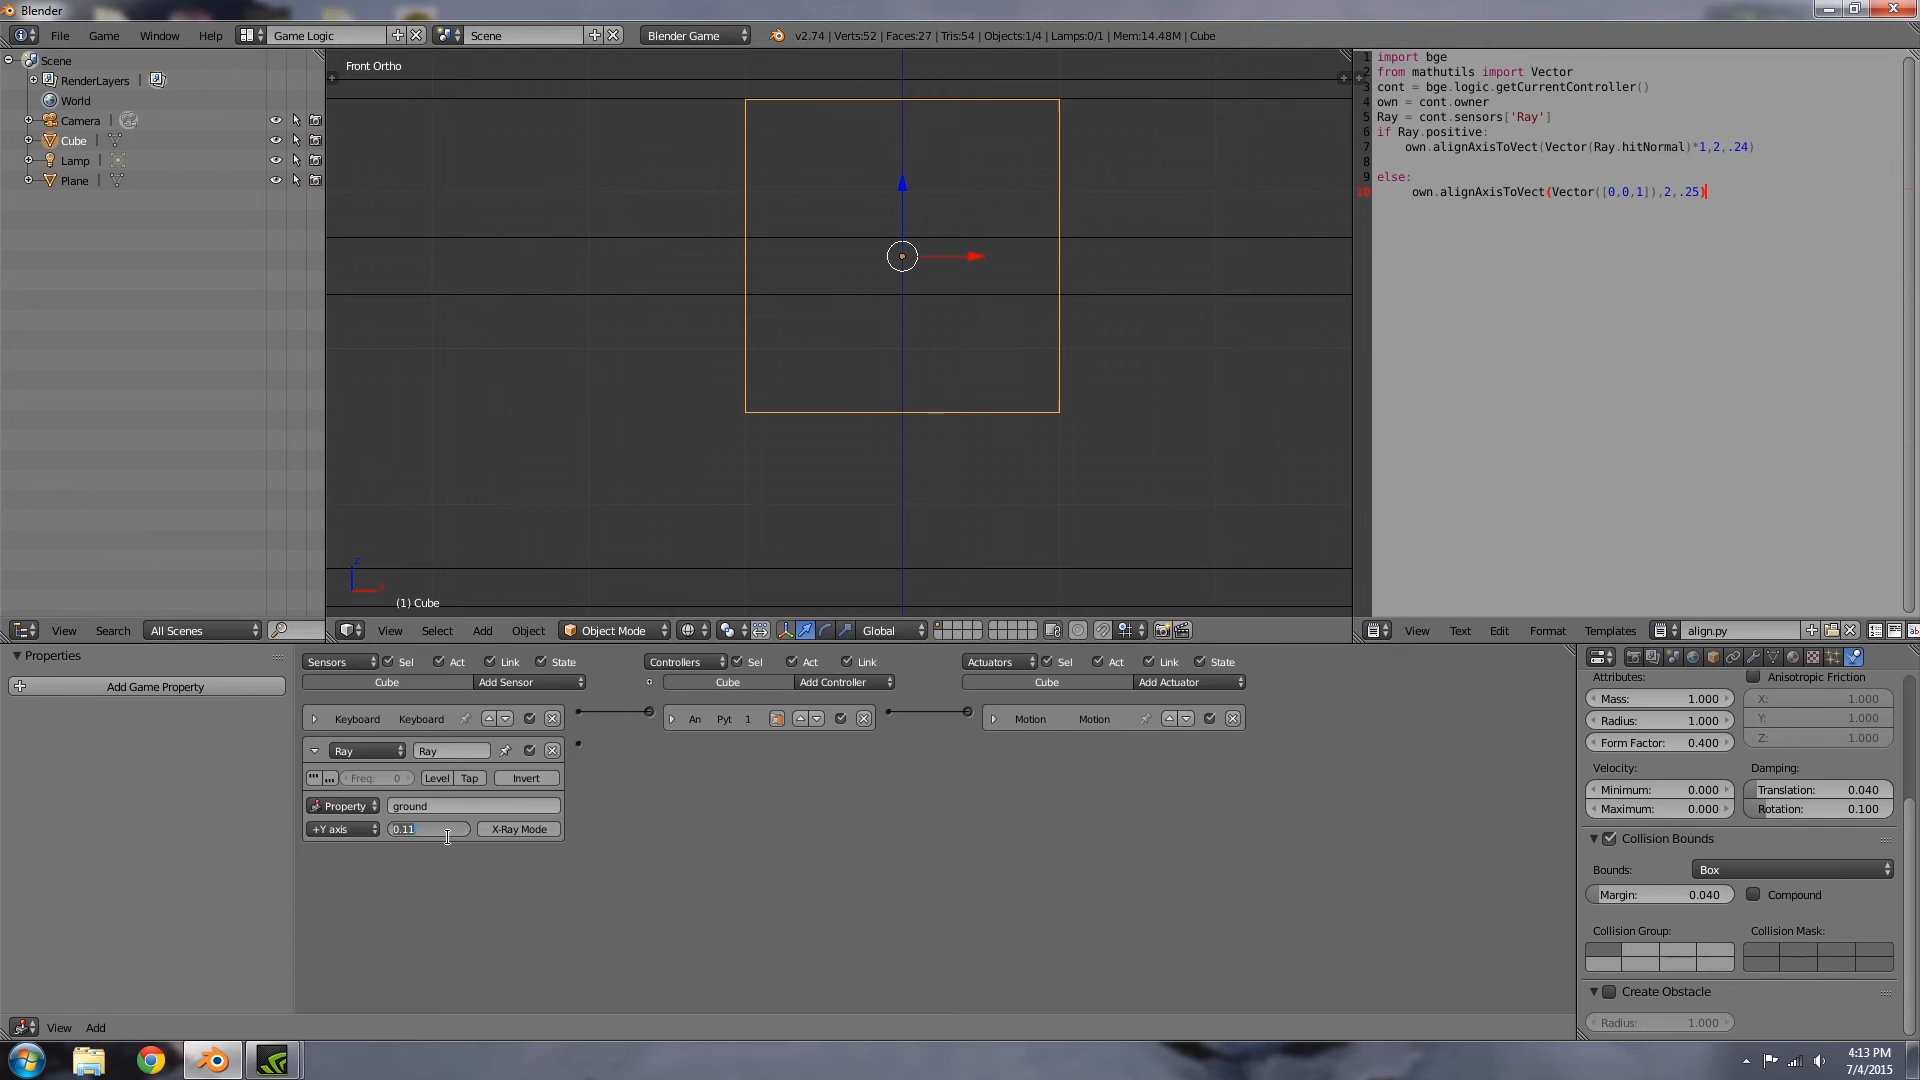 Blender
File Game Window Help Game Logic Scene Blender Game v2.74 | Verts:52 | Faces:27 | Tris:54 | Objects:1/4 | Lamps:0/1 | Mem:14.48M | Cube
Scene
RenderLayers |
World
Camera |
Cube |
Lamp |
Plane |
Front Ortho
(1) Cube
1 import bge
2 from mathutils import Vector
3 cont = bge.logic.getCurrentController()
4 own = cont.owner
5 Ray = cont.sensors['Ray']
6 if Ray.positive:
7 own.alignAxisToVect(Vector(Ray.hitNormal)*1,2,.24)
8
9 else:
10 own.alignAxisToVect(Vector([0,0,1]),2,.25)
View Search All Scenes
View Select Add Object Object Mode Global
View Text Edit Format Templates align.py
Properties
Add Game Property
Sensors Sel Act Link State
Cube Add Sensor
Keyboard Keyboard
Ray Ray
Freq: 0 Level Tap Invert
Property ground
+Y axis 0.11 X-Ray Mode
Controllers Sel Act Link
Cube Add Controller
An Pyt 1
Actuators Sel Act Link State
Cube Add Actuator
Motion Motion
Attributes: Anisotropic Friction
Mass: 1.000 X: 1.000
Radius: 1.000 Y: 1.000
Form Factor: 0.400 Z: 1.000
Velocity: Damping:
Minimum: 0.000 Translation: 0.040
Maximum: 0.000 Rotation: 0.100
Collision Bounds
Bounds: Box
Margin: 0.040 Compound
Collision Group: Collision Mask:
Create Obstacle
Radius: 1.000
View Add
4:13 PM
7/4/2015